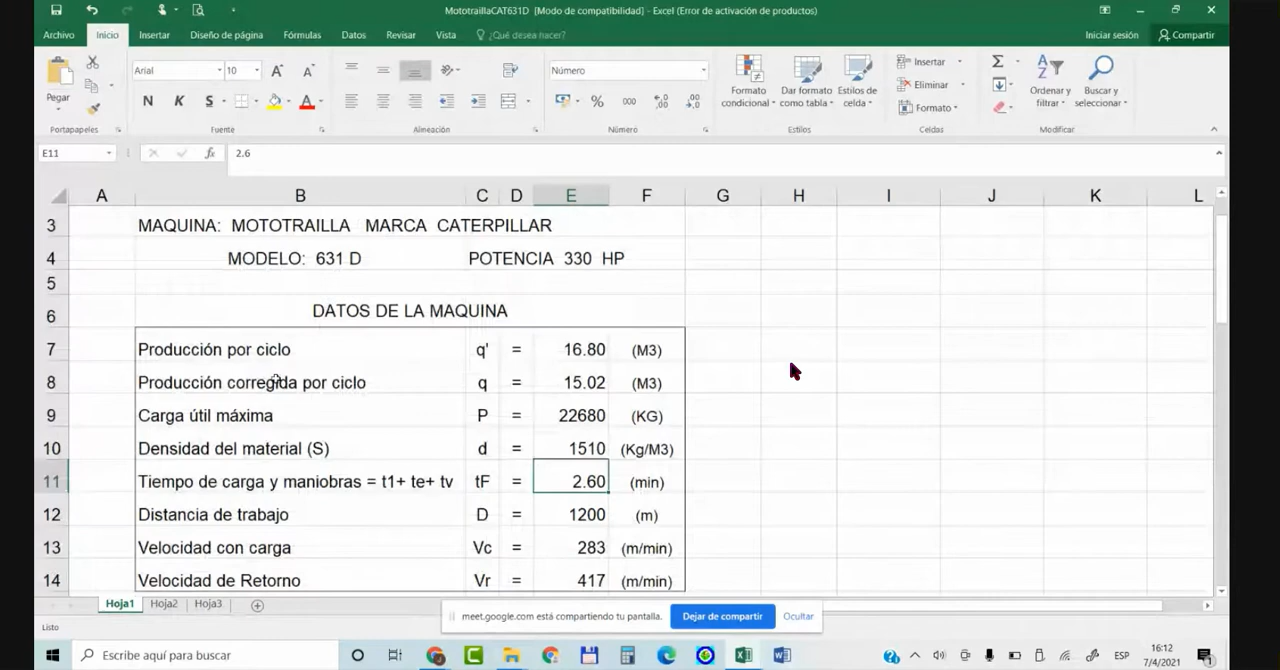 MototraillaCAT631D [Modo de compatibilidad] - Excel (Error de activación de productos)
Archivo Inicio Insertar Diseño de página Fórmulas Datos Revisar Vista ¿Qué desea hacer? Iniciar sesión Compartir
Pegar
Arial 10
N K S
Número
% 000
Formato condicional
Dar formato como tabla
Estilos de celda
Insertar
Eliminar
Formato
Ordenar y filtrar
Buscar y seleccionar
Portapapeles Fuente Alineación Número Estilos Celdas Modificar
E11 fx 2.6
A B C D E F G H I J K L
3 MAQUINA: MOTOTRAILLA MARCA CATERPILLAR
4 MODELO: 631 D POTENCIA 330 HP
5
6 DATOS DE LA MAQUINA
7 Producción por ciclo q' = 16.80 (M3)
8 Producción corregida por ciclo q = 15.02 (M3)
9 Carga útil máxima P = 22680 (KG)
10 Densidad del material (S) d = 1510 (Kg/M3)
11 Tiempo de carga y maniobras = t1+ te+ tv tF = 2.60 (min)
12 Distancia de trabajo D = 1200 (m)
13 Velocidad con carga Vc = 283 (m/min)
14 Velocidad de Retorno Vr = 417 (m/min)
Hoja1 Hoja2 Hoja3
meet.google.com está compartiendo tu pantalla. Dejar de compartir Ocultar
Listo
Escribe aquí para buscar
ESP
16:12
7/4/2021